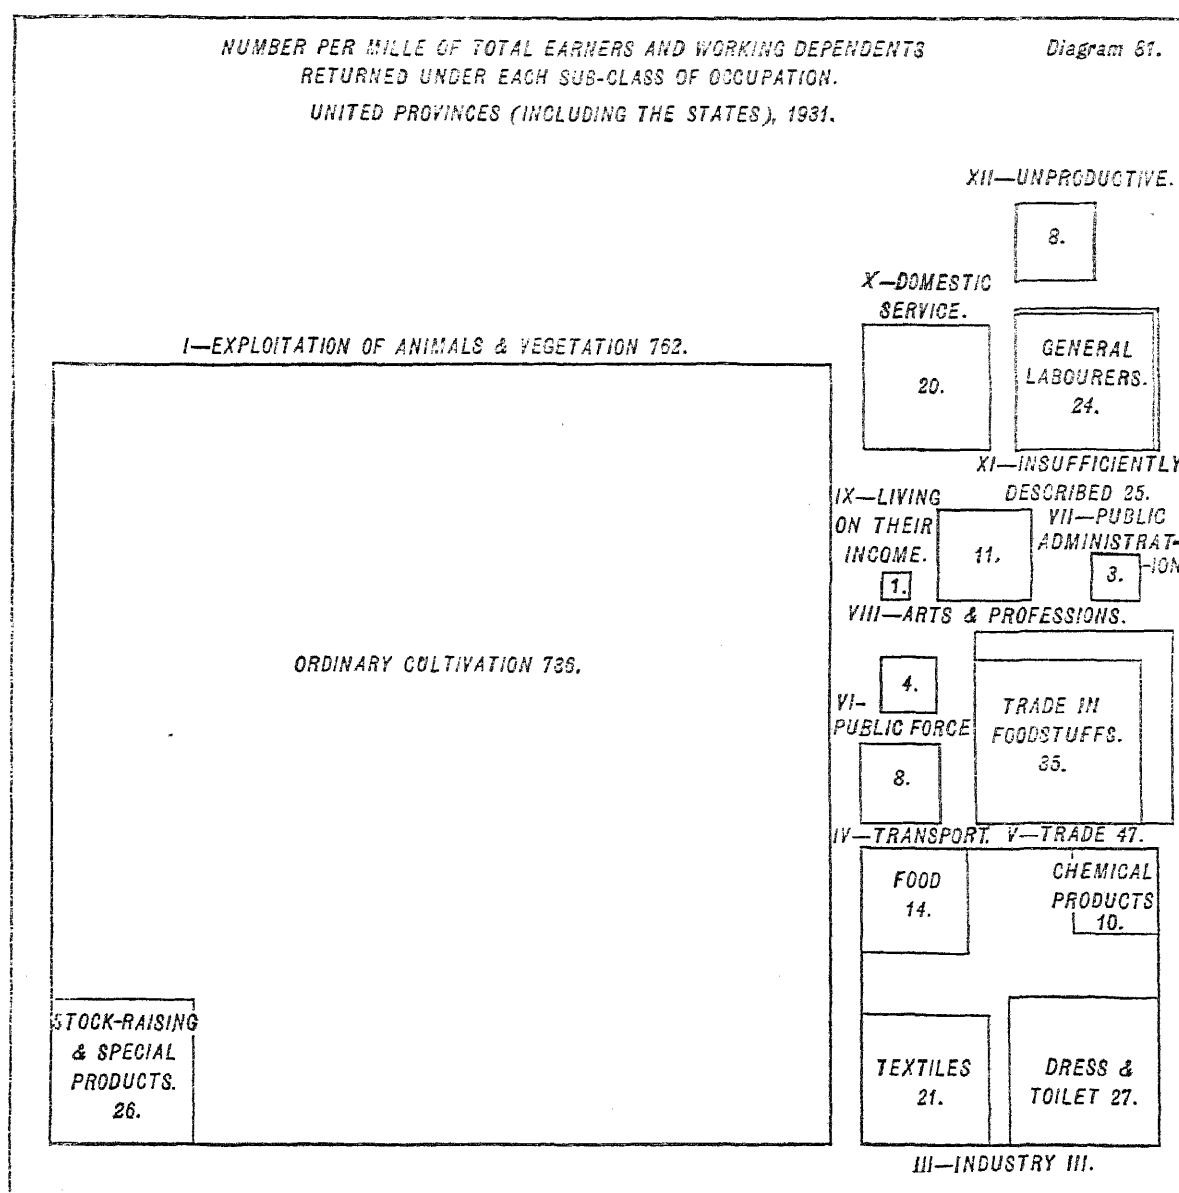 NUMBER PER MILLE OF TOTAL EARNERS AND WORKING DEPENDENTS
RETURNED UNDER EACH SUB-CLASS OF OCCUPATION.
UNITED PROVINCES (INCLUDING THE STATES), 1931.
Diagram 81.
XII—UNPRODUCTIVE.
8.
X—DOMESTIC
SERVICE.
20.
GENERAL
LABOURERS.
24.
XI—INSUFFICIENTLY
DESCRIBED 25.
I—EXPLOITATION OF ANIMALS & VEGETATION 762.
ORDINARY CULTIVATION 736.
STOCK-RAISING
& SPECIAL
PRODUCTS.
26.
IX—LIVING
ON THEIR
INCOME.
1.
11.
VIII—ARTS & PROFESSIONS.
VII—PUBLIC
ADMINISTRAT-
-ION
3.
4.
VI-
PUBLIC FORCE
8.
IV—TRANSPORT.
TRADE IN
FOODSTUFFS.
35.
V—TRADE 47.
FOOD
14.
CHEMICAL
PRODUCTS
10.
TEXTILES
21.
DRESS &
TOILET 27.
III—INDUSTRY III.